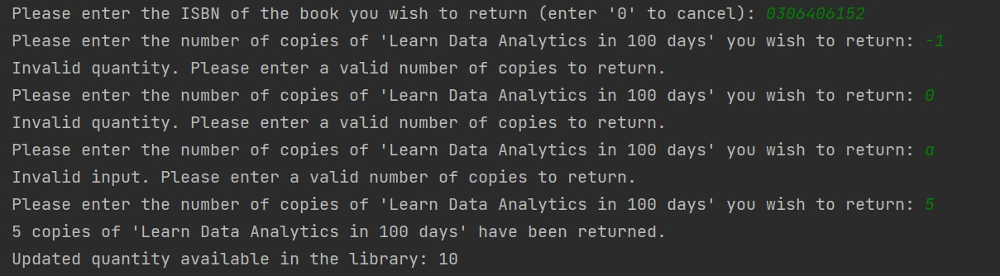 Please enter the ISBN of the book you wish to return (enter '0' to cancel): 0306406152
Please enter the number of copies of 'Learn Data Analytics in 100 days' you wish to return: -1
Invalid quantity. Please enter a valid number of copies to return.
Please enter the number of copies of 'Learn Data Analytics in 100 days' you wish to return: 0
Invalid quantity. Please enter a valid number of copies to return.
Please enter the number of copies of 'Learn Data Analytics in 100 days' you wish to return: a
Invalid input. Please enter a valid number of copies to return.
Please enter the number of copies of 'Learn Data Analytics in 100 days' you wish to return: 5
5 copies of 'Learn Data Analytics in 100 days' have been returned.
Updated quantity available in the library: 10